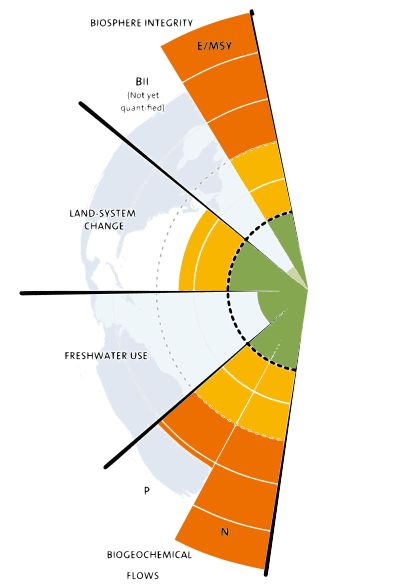 BIOSPHERE INTEGRITY
E/MSY
BII
(Not yet
quantified)
LAND-SYSTEM
CHANGE
FRESHWATER USE
P
N
BIOGEOCHEMICAL
FLOWS